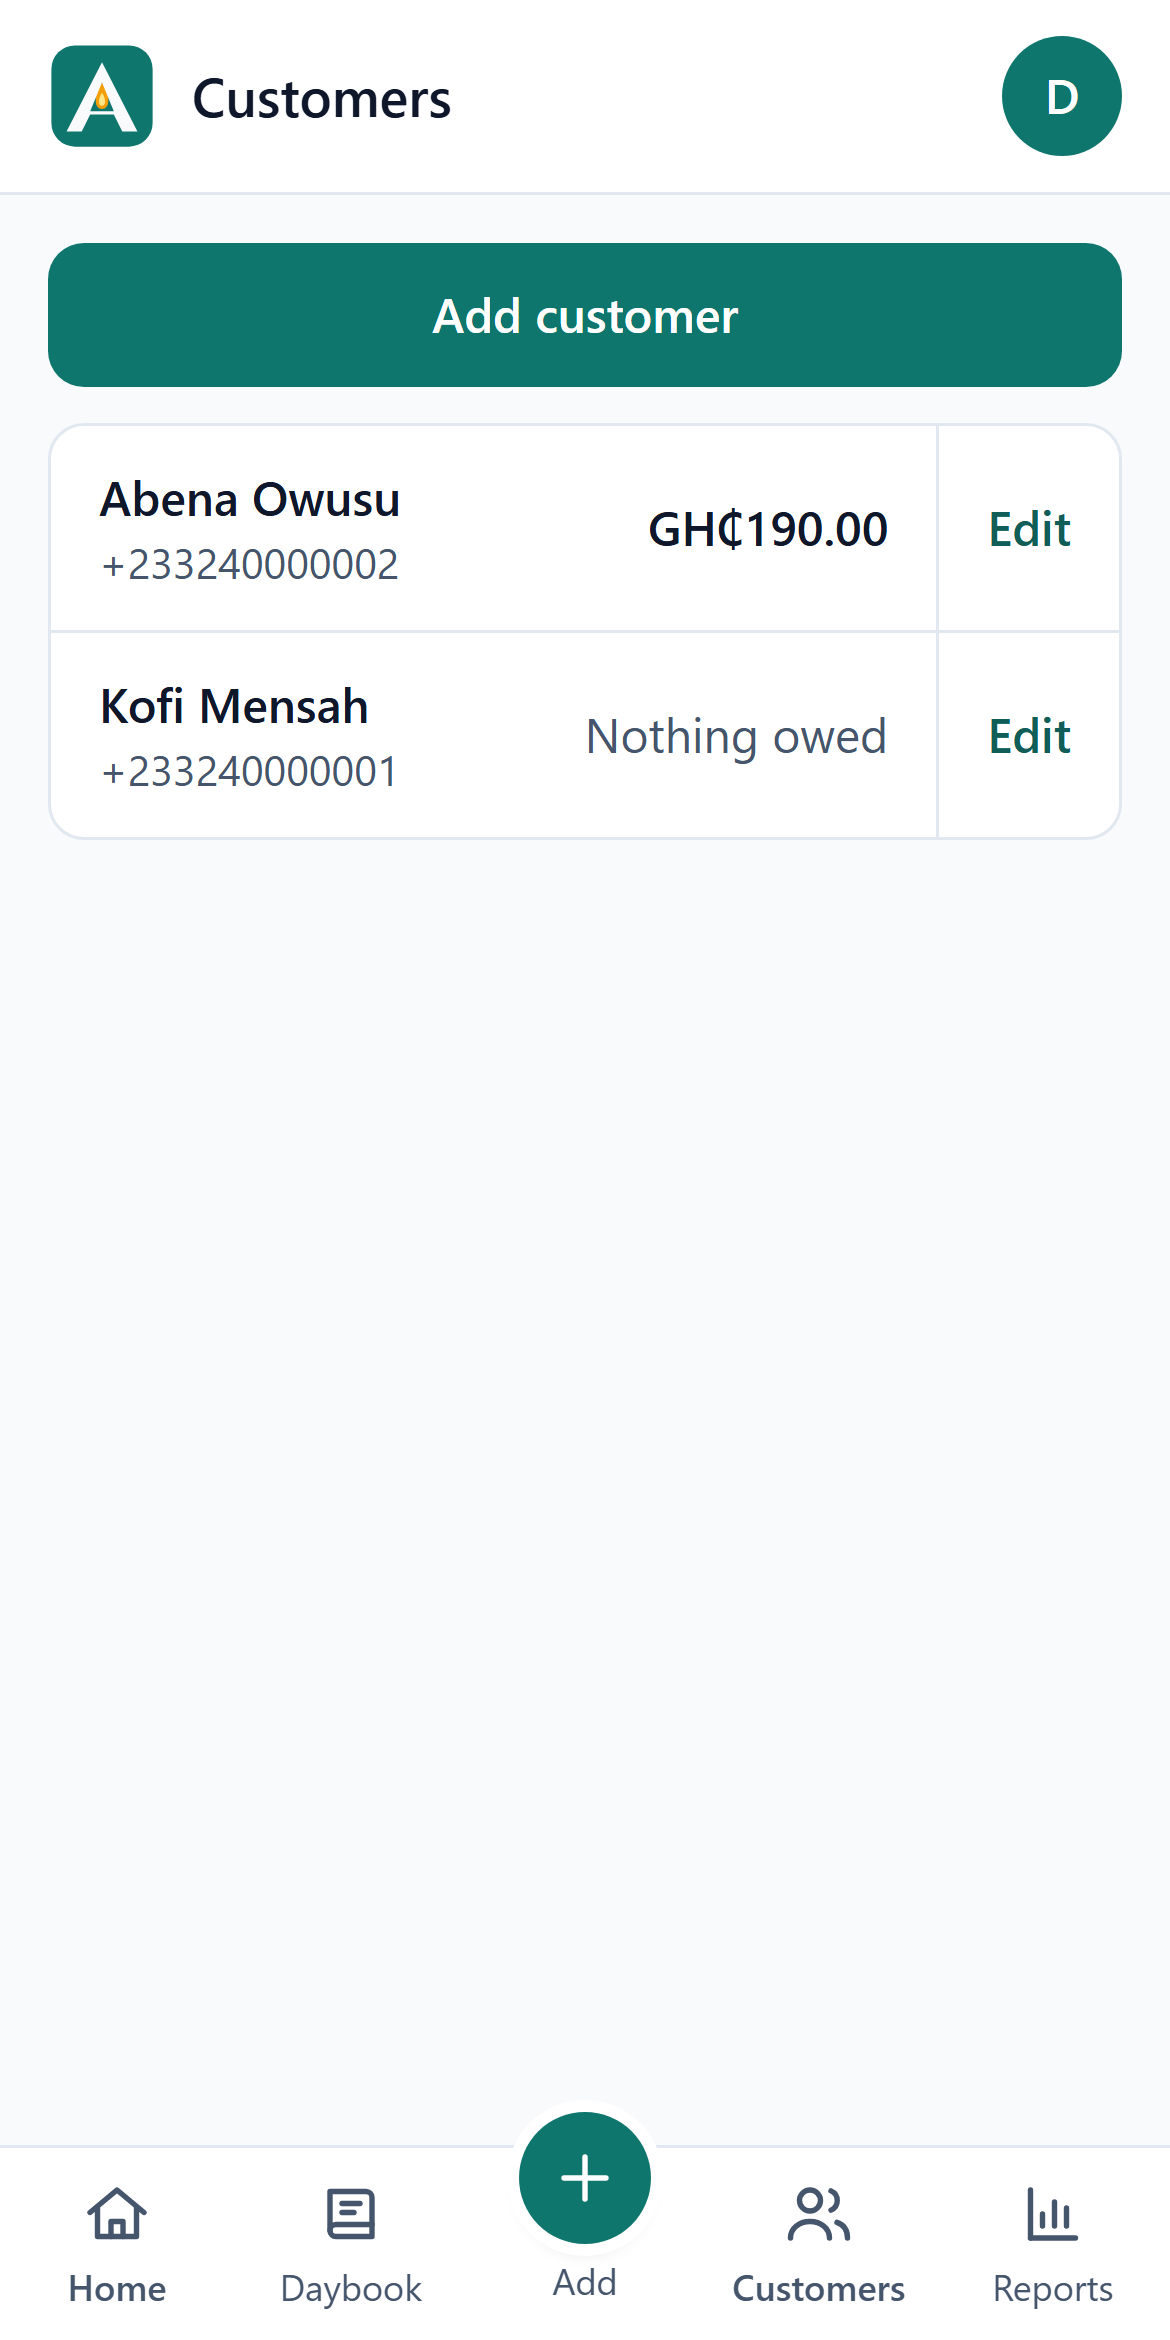 Customers
D
Add customer
Abena Owusu
+233240000002
GH₵190.00
Edit
Kofi Mensah
+233240000001
Nothing owed
Edit
Home
Daybook
Add
Customers
Reports